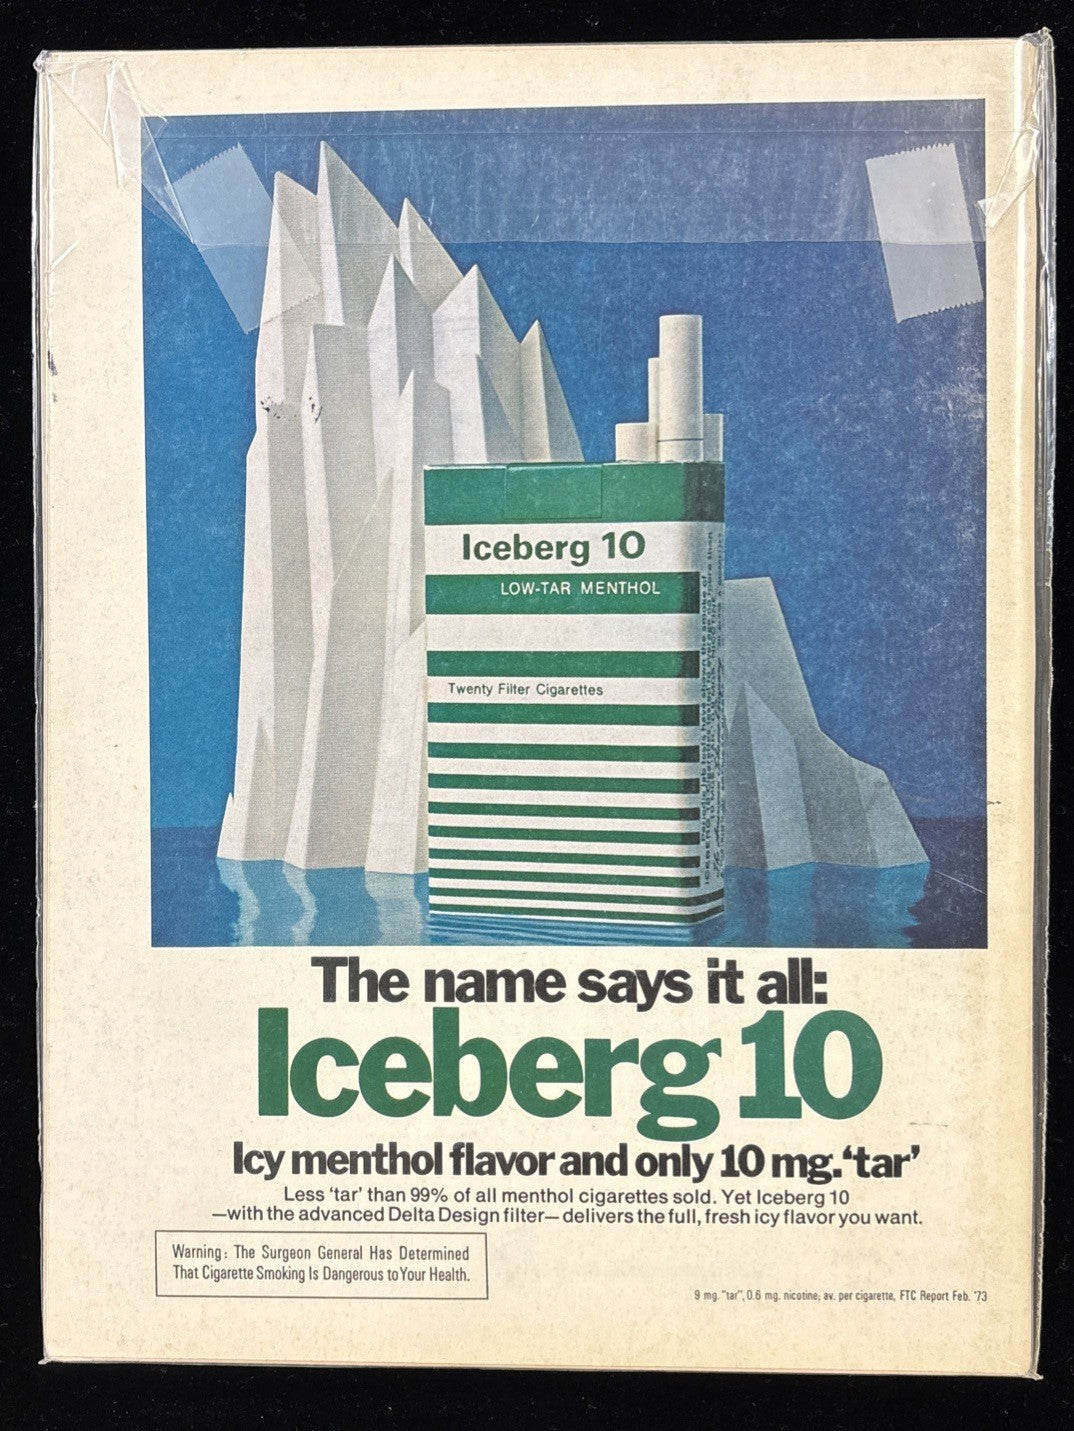 Iceberg 10
LOW-TAR MENTHOL
Twenty Filter Cigarettes
The name says it all:
Iceberg 10
Icy menthol flavor and only 10 mg.‘tar’
Less ‘tar’ than 99% of all menthol cigarettes sold. Yet Iceberg 10
—with the advanced Delta Design filter— delivers the full, fresh icy flavor you want.
Warning: The Surgeon General Has Determined
That Cigarette Smoking Is Dangerous to Your Health.
9 mg. "tar", 0.6 mg. nicotine; av. per cigarette, FTC Report Feb. '73